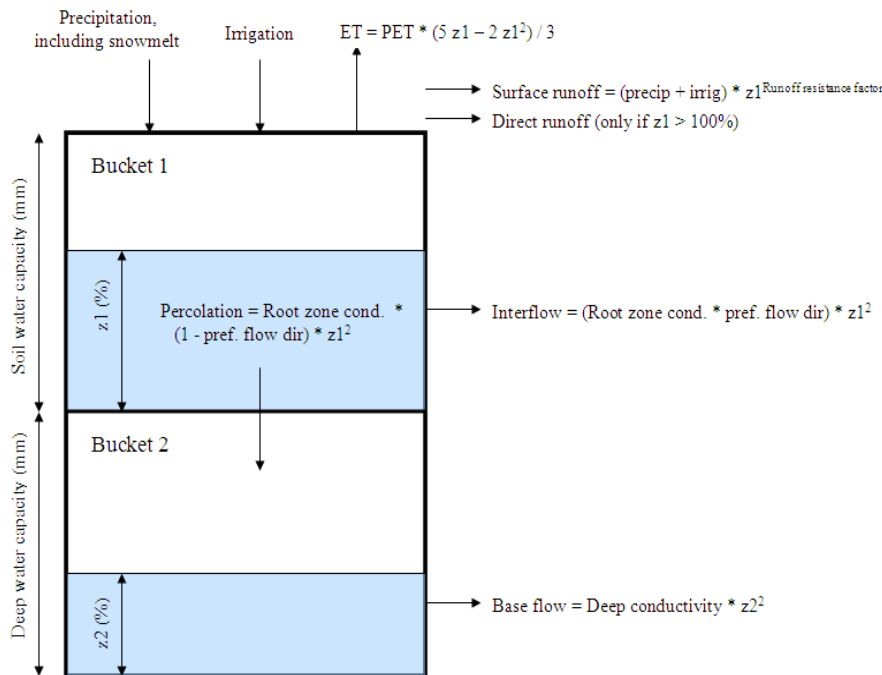 Precipitation,
including snowmelt
Irrigation
ET = PET * (5 z1 – 2 z1²) / 3
Surface runoff = (precip + irrig) * z1^Runoff resistance factor
Direct runoff (only if z1 > 100%)
Soil water capacity (mm)
Bucket 1
z1 (%)
Percolation = Root zone cond. *
(1 - pref. flow dir) * z1²
Interflow = (Root zone cond. * pref. flow dir) * z1²
Deep water capacity (mm)
Bucket 2
z2 (%)
Base flow = Deep conductivity * z2²